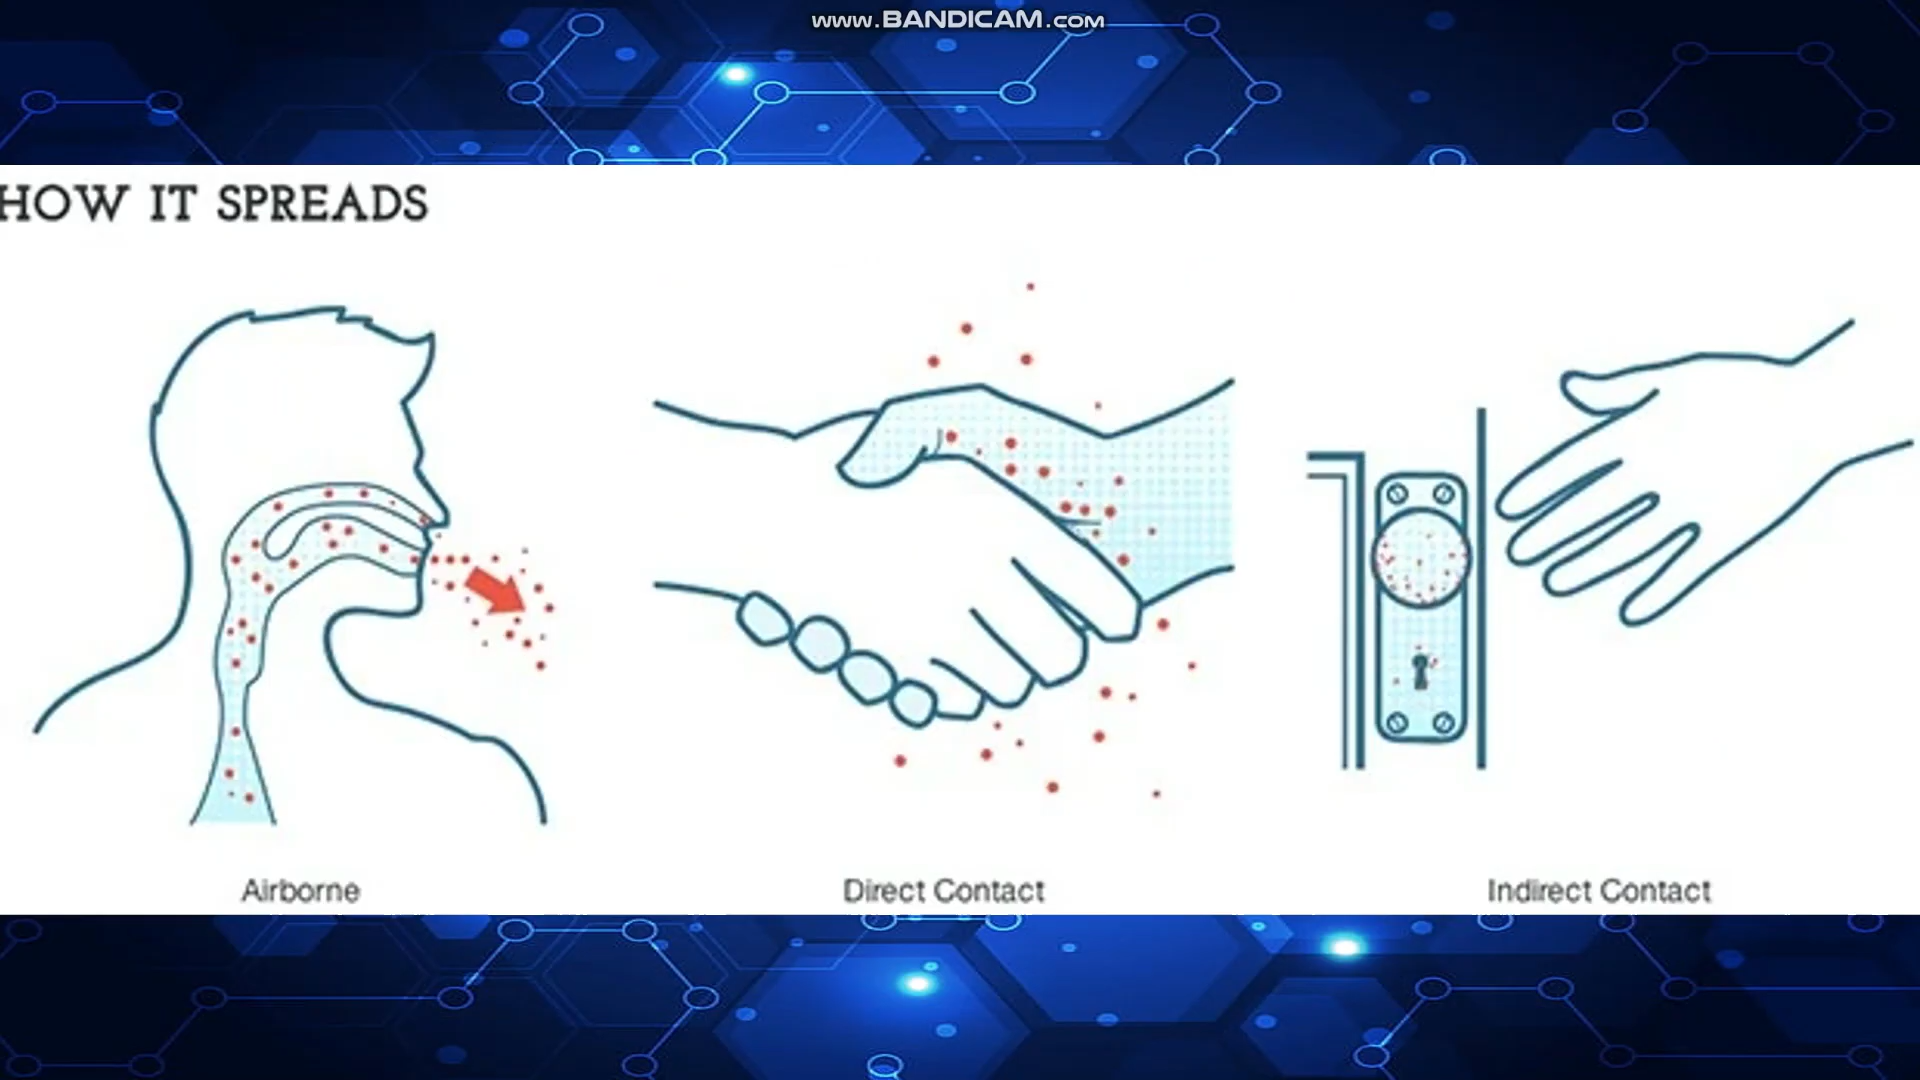 www.BANDICAM.com
HOW IT SPREADS
Airborne
Direct Contact
Indirect Contact